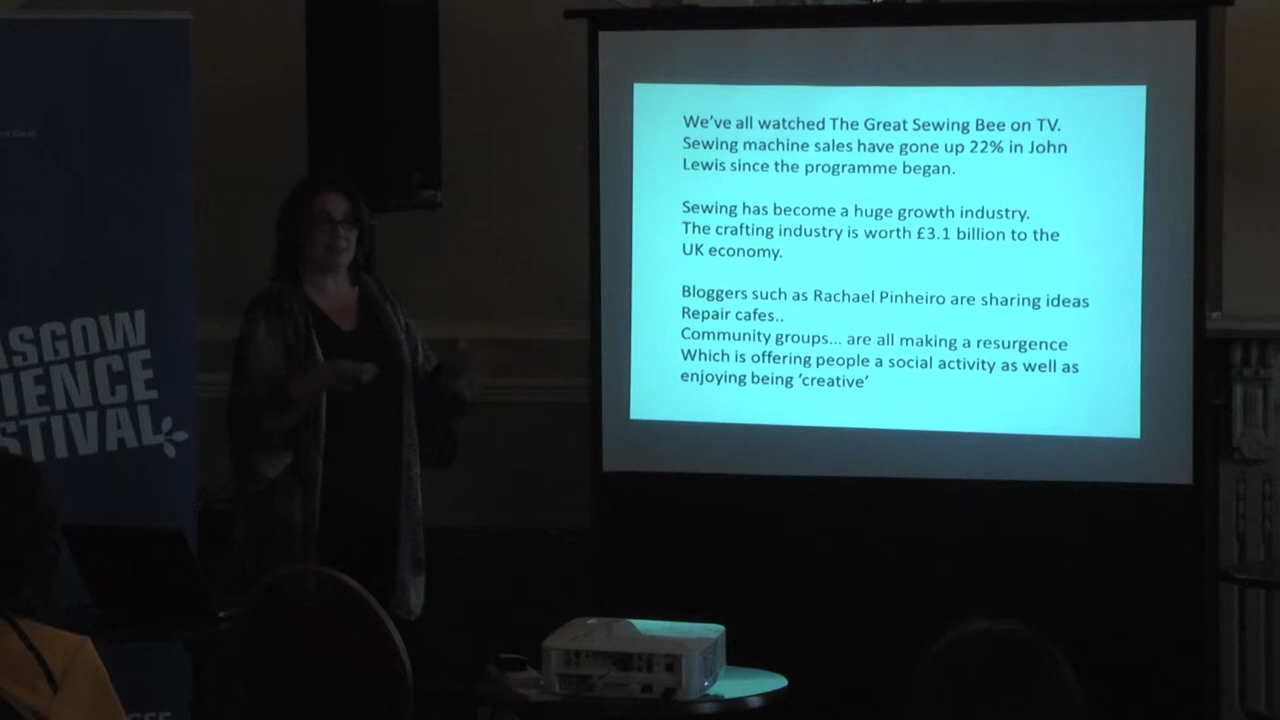 ASGOW
IENCE
STIVAL
We've all watched The Great Sewing Bee on TV.
Sewing machine sales have gone up 22% in John
Lewis since the programme began.
Sewing has become a huge growth industry.
The crafting industry is worth £3.1 billion to the
UK economy.
Bloggers such as Rachael Pinheiro are sharing ideas
Repair cafes..
Community groups... are all making a resurgence
Which is offering people a social activity as well as
enjoying being 'creative'